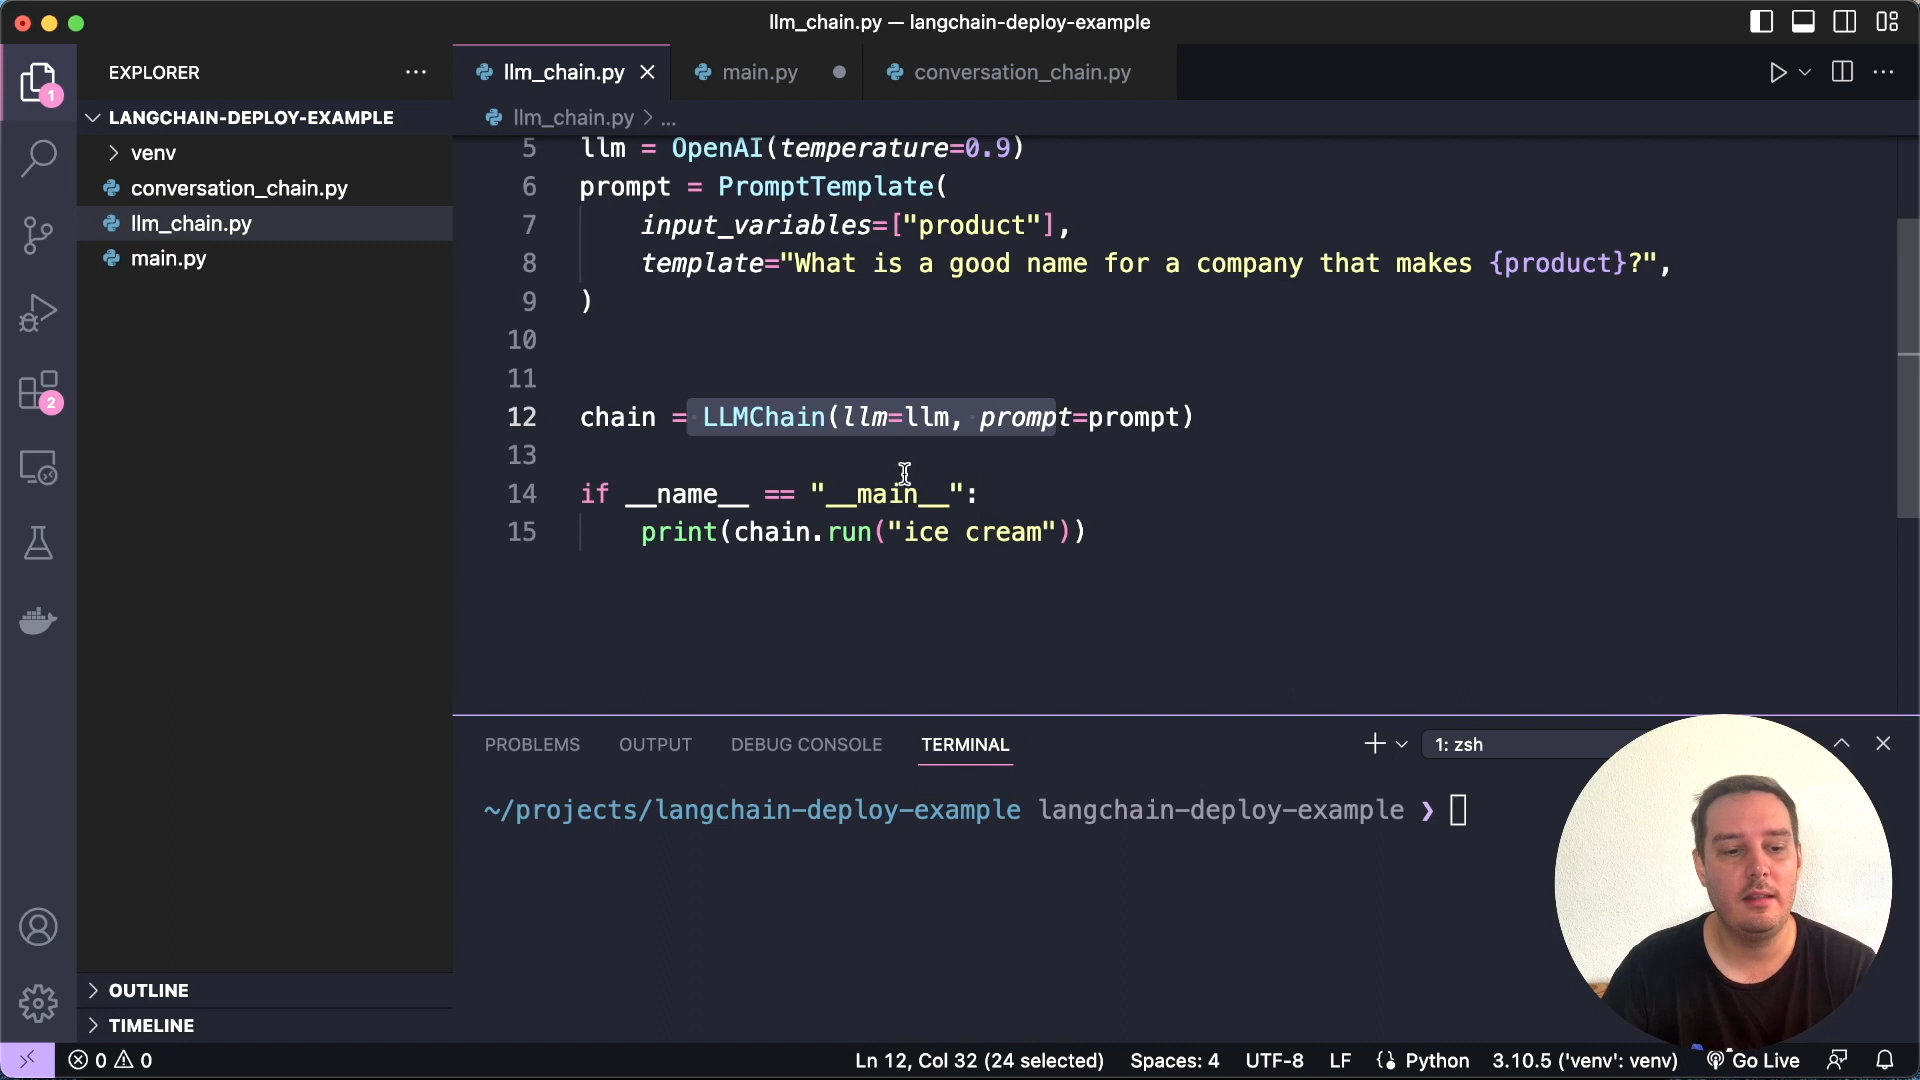 llm_chain.py — langchain-deploy-example
EXPLORER
llm_chain.py
main.py
conversation_chain.py
LANGCHAIN-DEPLOY-EXAMPLE
llm_chain.py > ...
venv
conversation_chain.py
llm_chain.py
main.py
1
2
5 llm = OpenAI(temperature=0.9)
6 prompt = PromptTemplate(
7 input_variables=["product"],
8 template="What is a good name for a company that makes {product}?",
9 )
10
11
12 chain = LLMChain(llm=llm, prompt=prompt)
13
14 if __name__ == "__main__":
15 print(chain.run("ice cream"))
PROBLEMS OUTPUT DEBUG CONSOLE TERMINAL
1: zsh
~/projects/langchain-deploy-example langchain-deploy-example ❯
OUTLINE
TIMELINE
0 0 Ln 12, Col 32 (24 selected) Spaces: 4 UTF-8 LF Python 3.10.5 ('venv': venv) Go Live